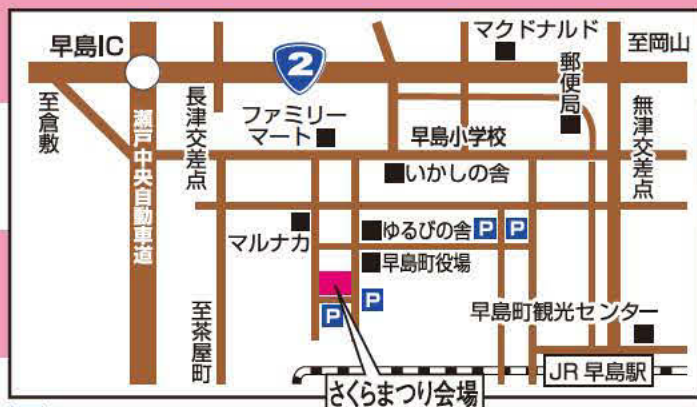 マクドナルド
早島IC
2
至岡山
郵便局
至倉敷
瀬戸中央自動車道
長津交差点
ファミリー
マート
早島小学校
無津交差点
いかしの舎
マルナカ
ゆるびの舎 P P
早島町役場
P
P
至茶屋町
早島町観光センター
JR早島駅
さくらまつり会場